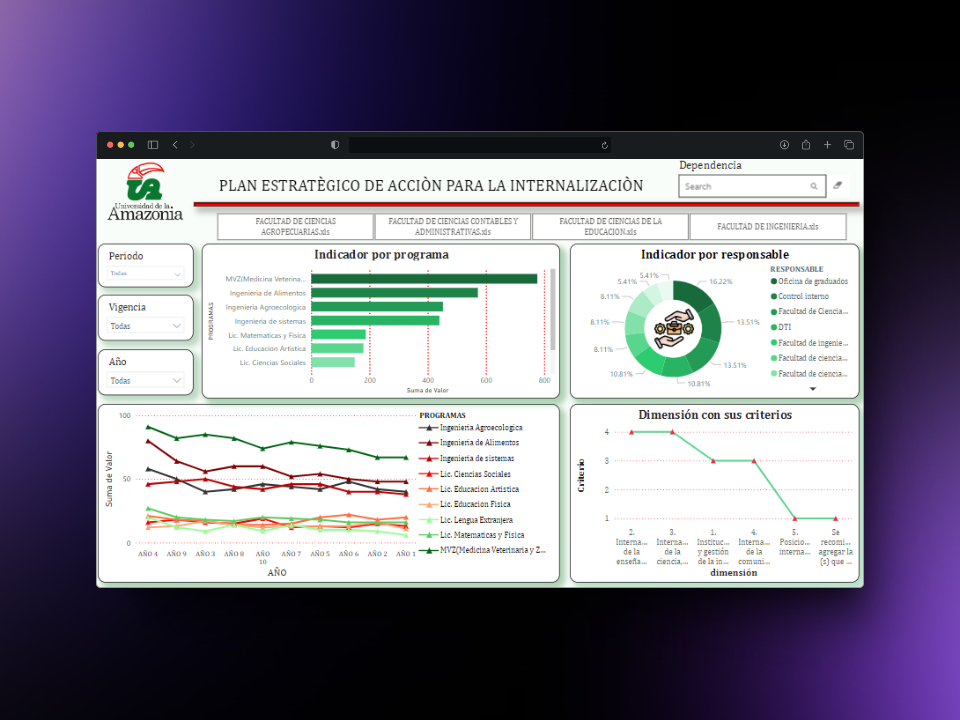 Universidad de la
Amazonia
PLAN ESTRATÈGICO DE ACCIÒN PARA LA INTERNALIZACIÒN
Dependencia
Search
FACULTAD DE CIENCIAS
AGROPECUARIAS.xls
FACULTAD DE CIENCIAS CONTABLES Y
ADMINISTRATIVAS.xls
FACULTAD DE CIENCIAS DE LA
EDUCACION.xls
FACULTAD DE INGENIERIA.xls
Periodo
Todas
Vigencia
Todas
Año
Todas
Indicador por programa
PROGRAMAS
MVZ(Medicina Veterina...
Ingenieria de Alimentos
Ingenieria Agroecologica
Ingenieria de sistemas
Lic. Matematicas y Fisica
Lic. Educacion Artistica
Lic. Ciencias Sociales
0 200 400 600 800
Suma de Valor
Indicador por responsable
16.22%
13.51%
13.51%
10.81%
10.81%
8.11%
8.11%
8.11%
5.41%
5.41%
RESPONSABLE
Oficina de graduados
Control interno
Facultad de Ciencia...
DTI
Facultad de ingenie...
Facultad de ciencia...
Facultad de ciencia...
Suma de Valor
100
50
0
AÑO 4 AÑO 9 AÑO 3 AÑO 8 AÑO 10 AÑO 7 AÑO 5 AÑO 6 AÑO 2 AÑO 1
AÑO
PROGRAMAS
Ingenieria Agroecologica
Ingenieria de Alimentos
Ingenieria de sistemas
Lic. Ciencias Sociales
Lic. Educacion Artistica
Lic. Educacion Fisica
Lic. Lengua Extranjera
Lic. Matematicas y Fisica
MVZ(Medicina Veterinaria y Z...
Dimensión con sus criterios
Criterio
4
3
2
1
2. 3. 1. 4. 5. Se
Interna... Interna... Instituc... Interna... Posicio... recomi...
de la de la y gestión de la interna... agregar la
enseña... ciencia,... de la in... comuni... (s) que ...
dimensión